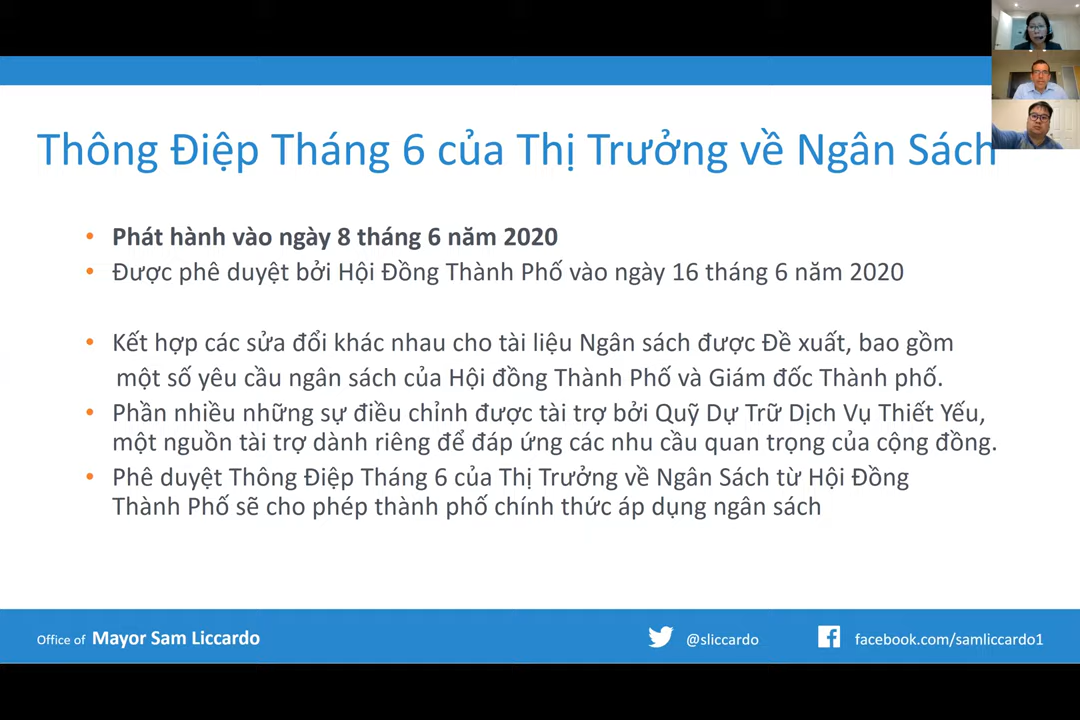 Thông Điệp Tháng 6 của Thị Trưởng về Ngân Sách
• Phát hành vào ngày 8 tháng 6 năm 2020
• Được phê duyệt bởi Hội Đồng Thành Phố vào ngày 16 tháng 6 năm 2020
• Kết hợp các sửa đổi khác nhau cho tài liệu Ngân sách được Đề xuất, bao gồm
một số yêu cầu ngân sách của Hội đồng Thành Phố và Giám đốc Thành phố.
• Phần nhiều những sự điều chỉnh được tài trợ bởi Quỹ Dự Trữ Dịch Vụ Thiết Yếu,
một nguồn tài trợ dành riêng để đáp ứng các nhu cầu quan trọng của cộng đồng.
• Phê duyệt Thông Điệp Tháng 6 của Thị Trưởng về Ngân Sách từ Hội Đồng
Thành Phố sẽ cho phép thành phố chính thức áp dụng ngân sách
Office of Mayor Sam Liccardo
@sliccardo
facebook.com/samliccardo1